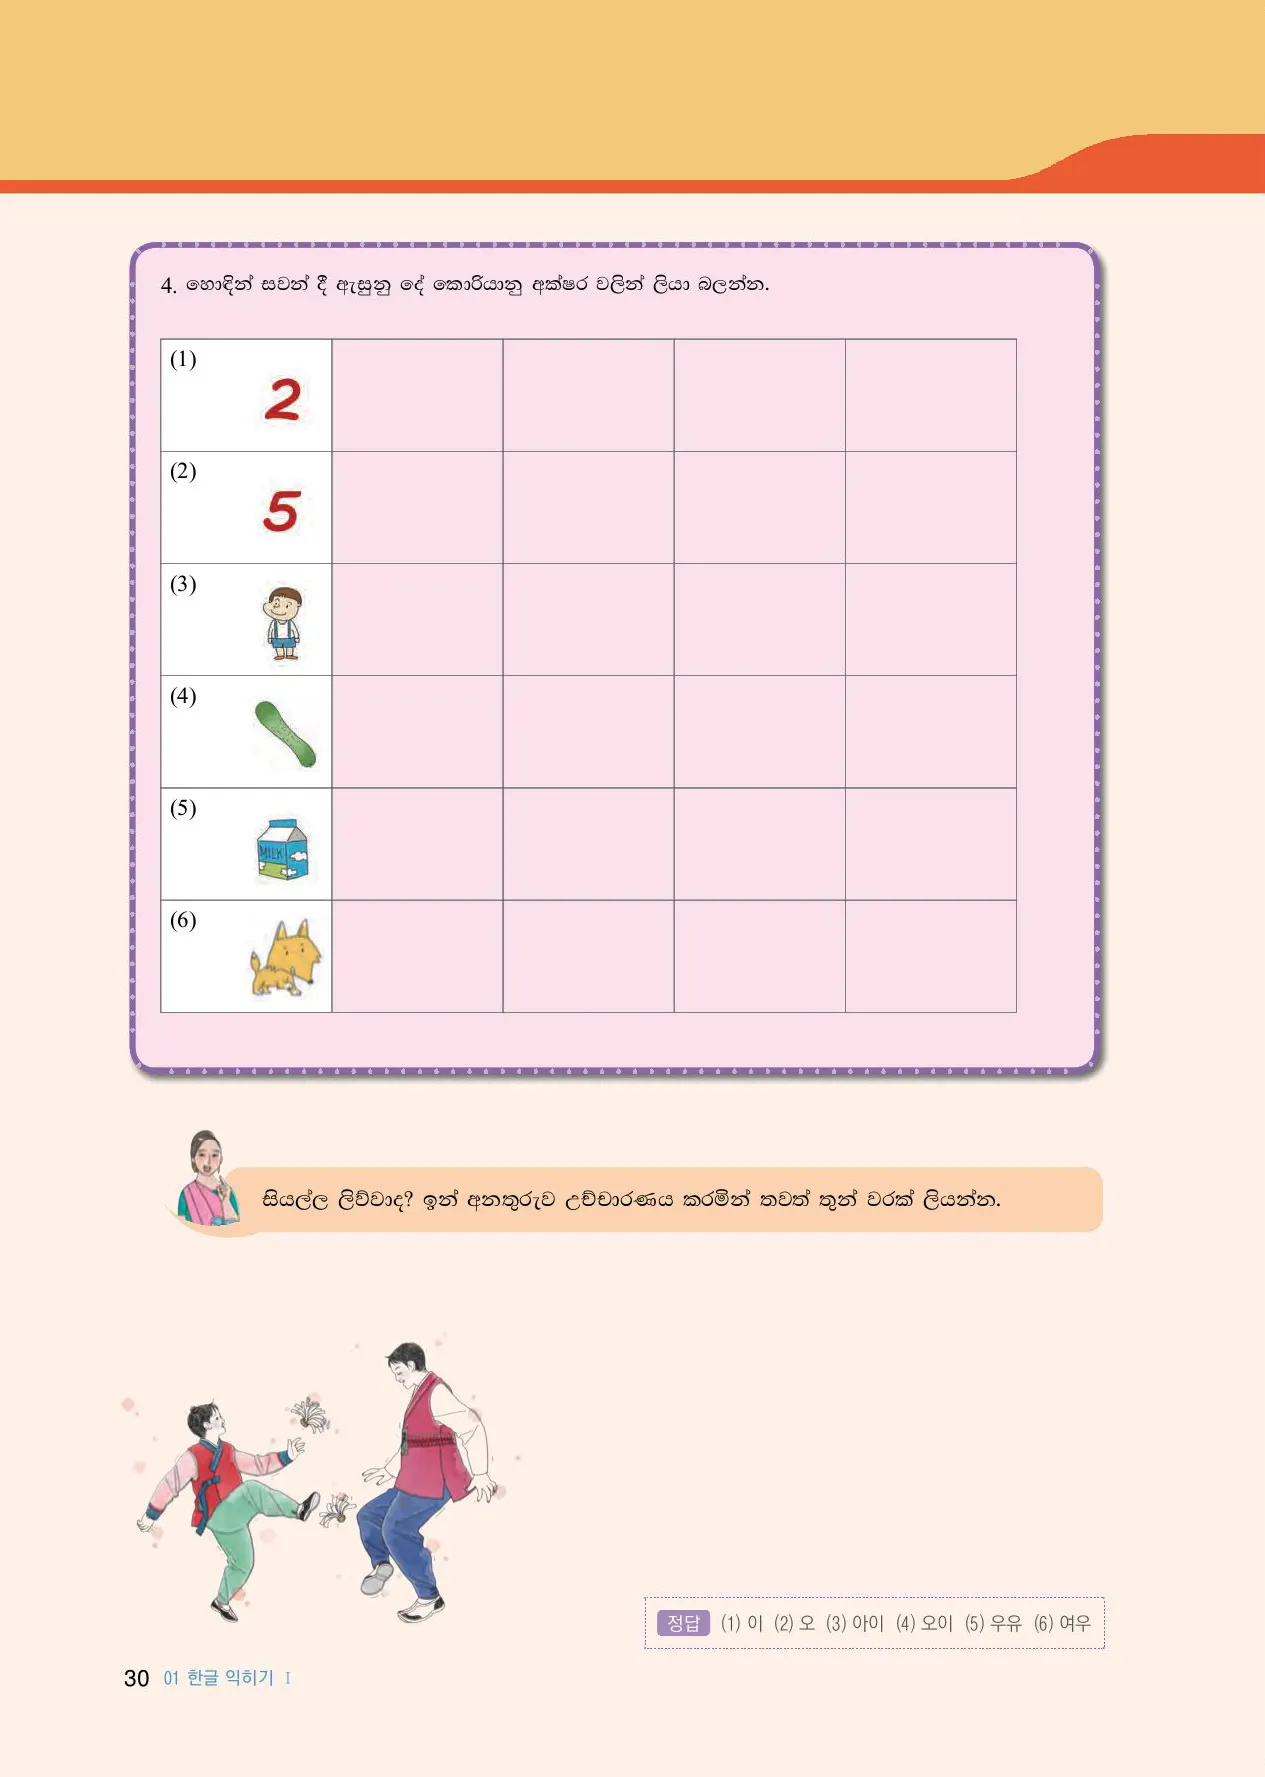 4. හොඳින් සවන් දී ඇසුනු දේ කොරියානු අක්ෂර වලින් ලියා බලන්න.
(1)
2
(2)
5
(3)
(4)
(5)
MILK
(6)
සියල්ල ලිව්වාද? ඉන් අනතුරුව උච්චාරණය කරමින් තවත් තුන් වරක් ලියන්න.
정답 (1) 이 (2) 오 (3) 아이 (4) 오이 (5) 우유 (6) 여우
30 01 한글 익히기 Ⅰ